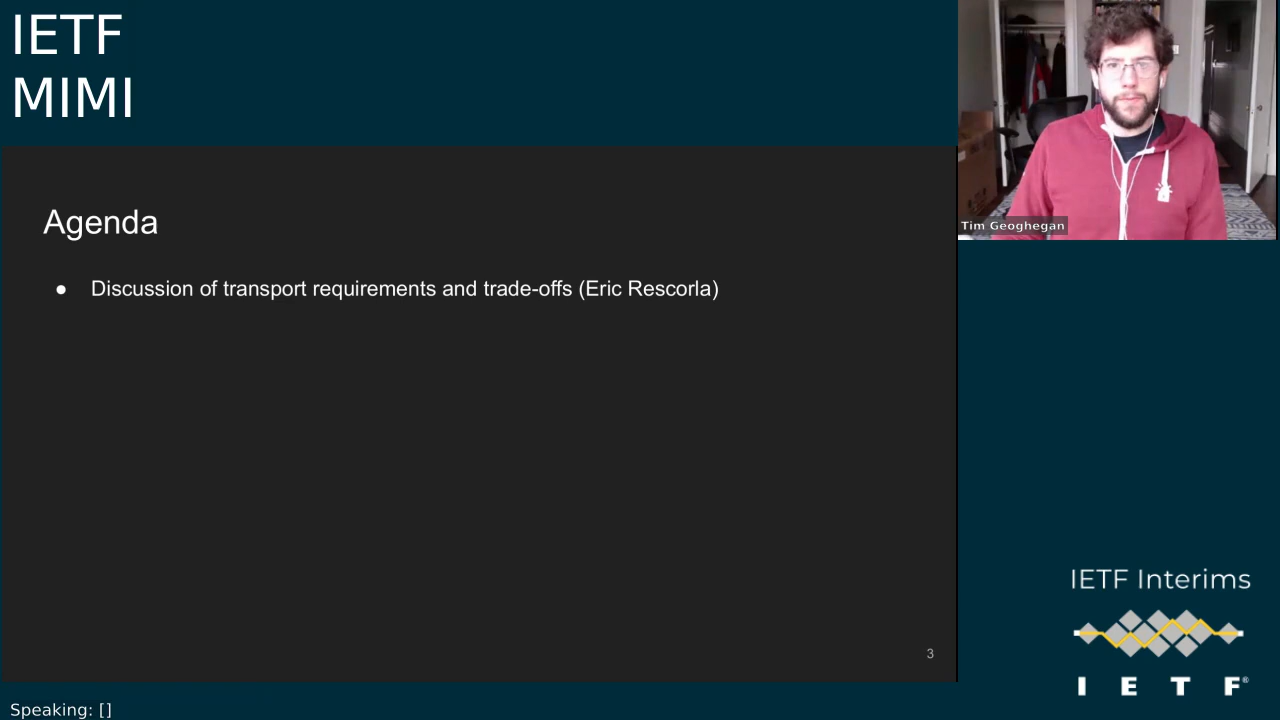 IETF
MIMI
Tim Geoghegan
Agenda
● Discussion of transport requirements and trade-offs (Eric Rescorla)
3
IETF Interims
I E T F®
Speaking: []